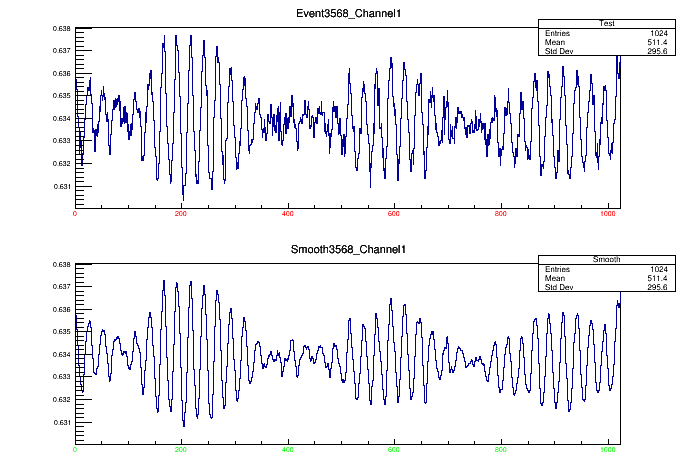 Event3568_Channel1
Test
Entries 1024
Mean 511.4
Std Dev 295.6
0.638
0.637
0.636
0.635
0.634
0.633
0.632
0.631
0 200 400 600 800 1000
Smooth3568_Channel1
Smooth
Entries 1024
Mean 511.4
Std Dev 295.6
0.638
0.637
0.636
0.635
0.634
0.633
0.632
0.631
0 200 400 600 800 1000